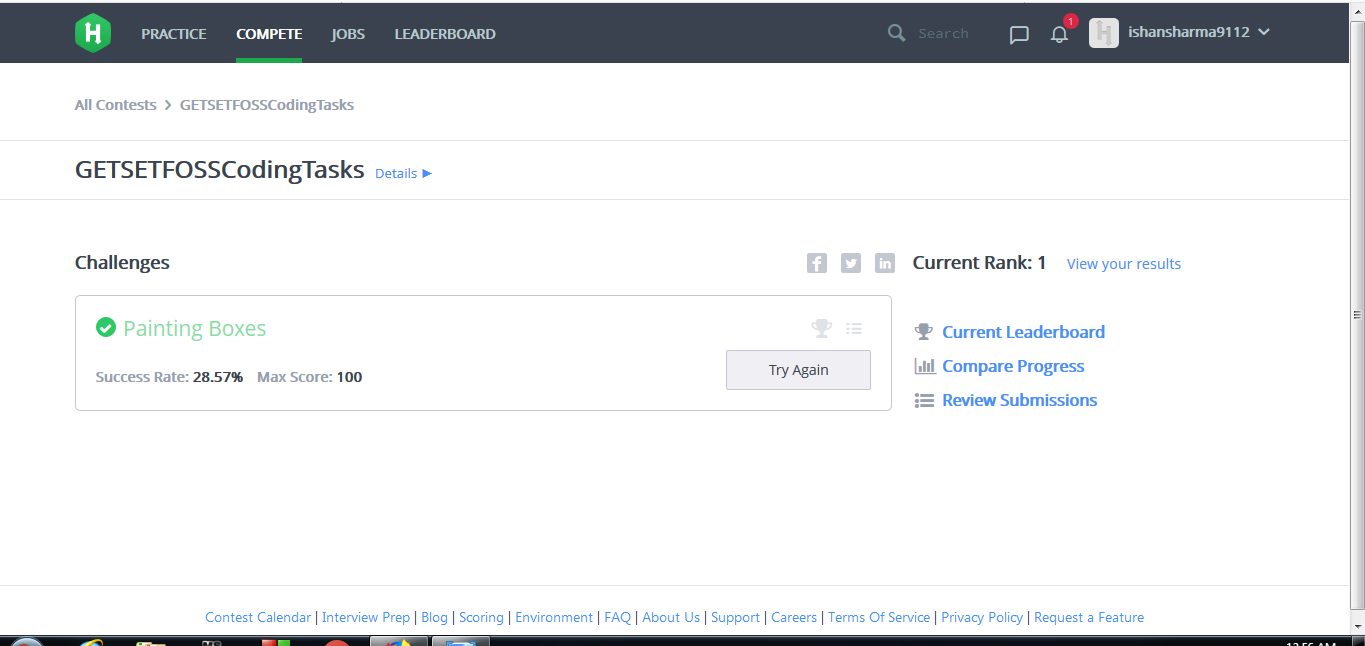 H PRACTICE COMPETE JOBS LEADERBOARD Search 1 H ishansharma9112
All Contests > GETSETFOSSCodingTasks
GETSETFOSSCodingTasks Details ▶
Challenges f in Current Rank: 1 View your results
Painting Boxes
Success Rate: 28.57% Max Score: 100
Try Again
Current Leaderboard
Compare Progress
Review Submissions
Contest Calendar | Interview Prep | Blog | Scoring | Environment | FAQ | About Us | Support | Careers | Terms Of Service | Privacy Policy | Request a Feature